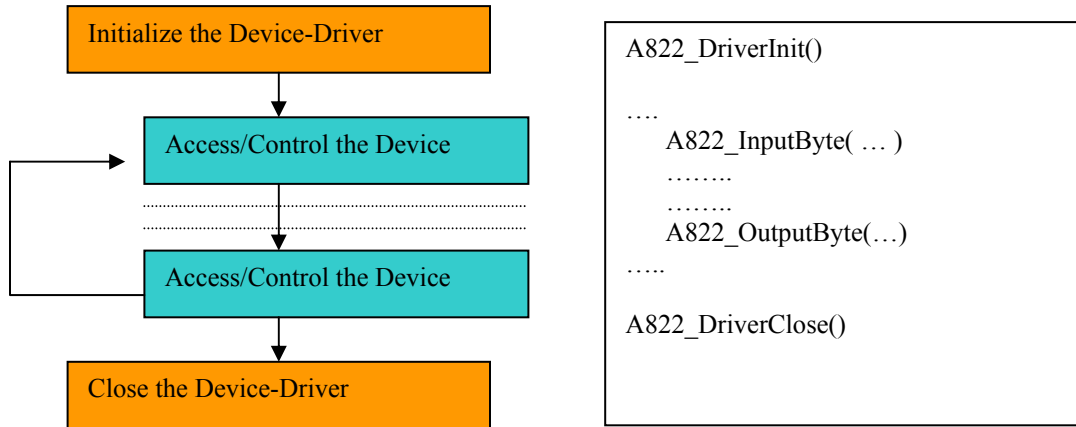 Initialize the Device-Driver
Access/Control the Device
Access/Control the Device
Close the Device-Driver
A822_DriverInit()
….
A822_InputByte( … )
……..
……..
A822_OutputByte(…)
…..
A822_DriverClose()